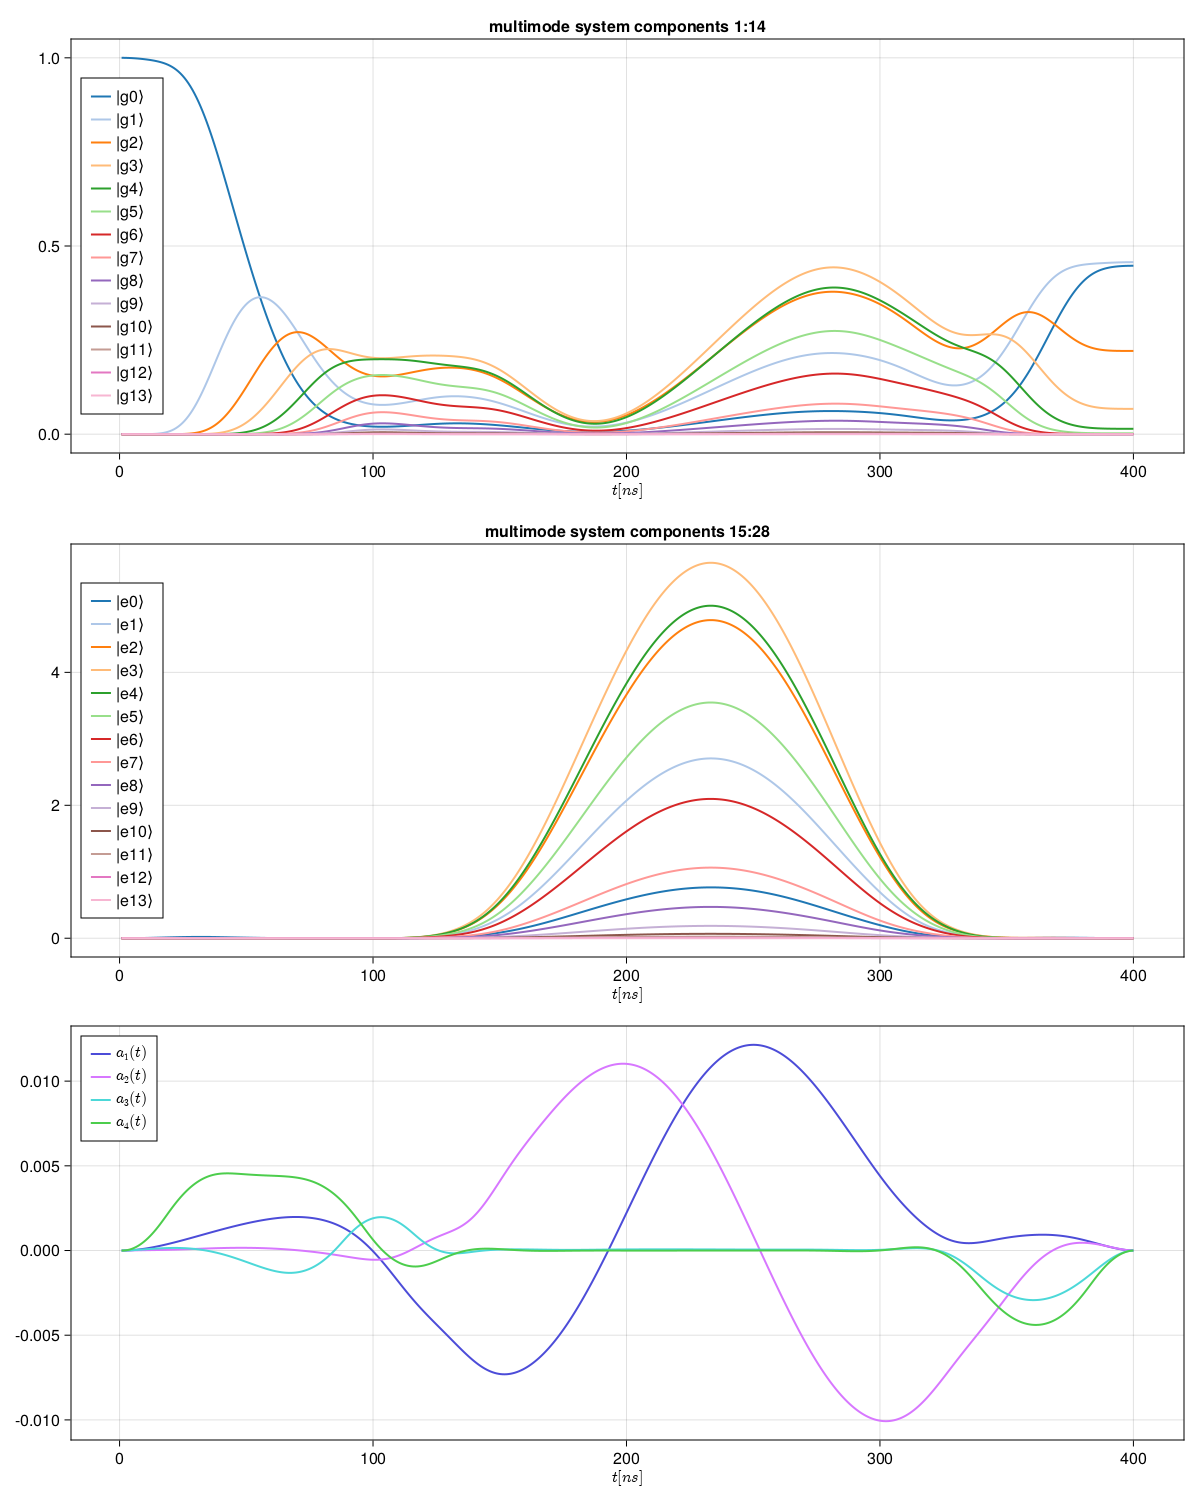 multimode system components 1:14
1.0
0.5
0.0
|g0⟩
|g1⟩
|g2⟩
|g3⟩
|g4⟩
|g5⟩
|g6⟩
|g7⟩
|g8⟩
|g9⟩
|g10⟩
|g11⟩
|g12⟩
|g13⟩
0 100 200 300 400
t[ns]
multimode system components 15:28
4
2
0
|e0⟩
|e1⟩
|e2⟩
|e3⟩
|e4⟩
|e5⟩
|e6⟩
|e7⟩
|e8⟩
|e9⟩
|e10⟩
|e11⟩
|e12⟩
|e13⟩
0 100 200 300 400
t[ns]
0.010
0.005
0.000
-0.005
-0.010
a₁(t)
a₂(t)
a₃(t)
a₄(t)
0 100 200 300 400
t[ns]